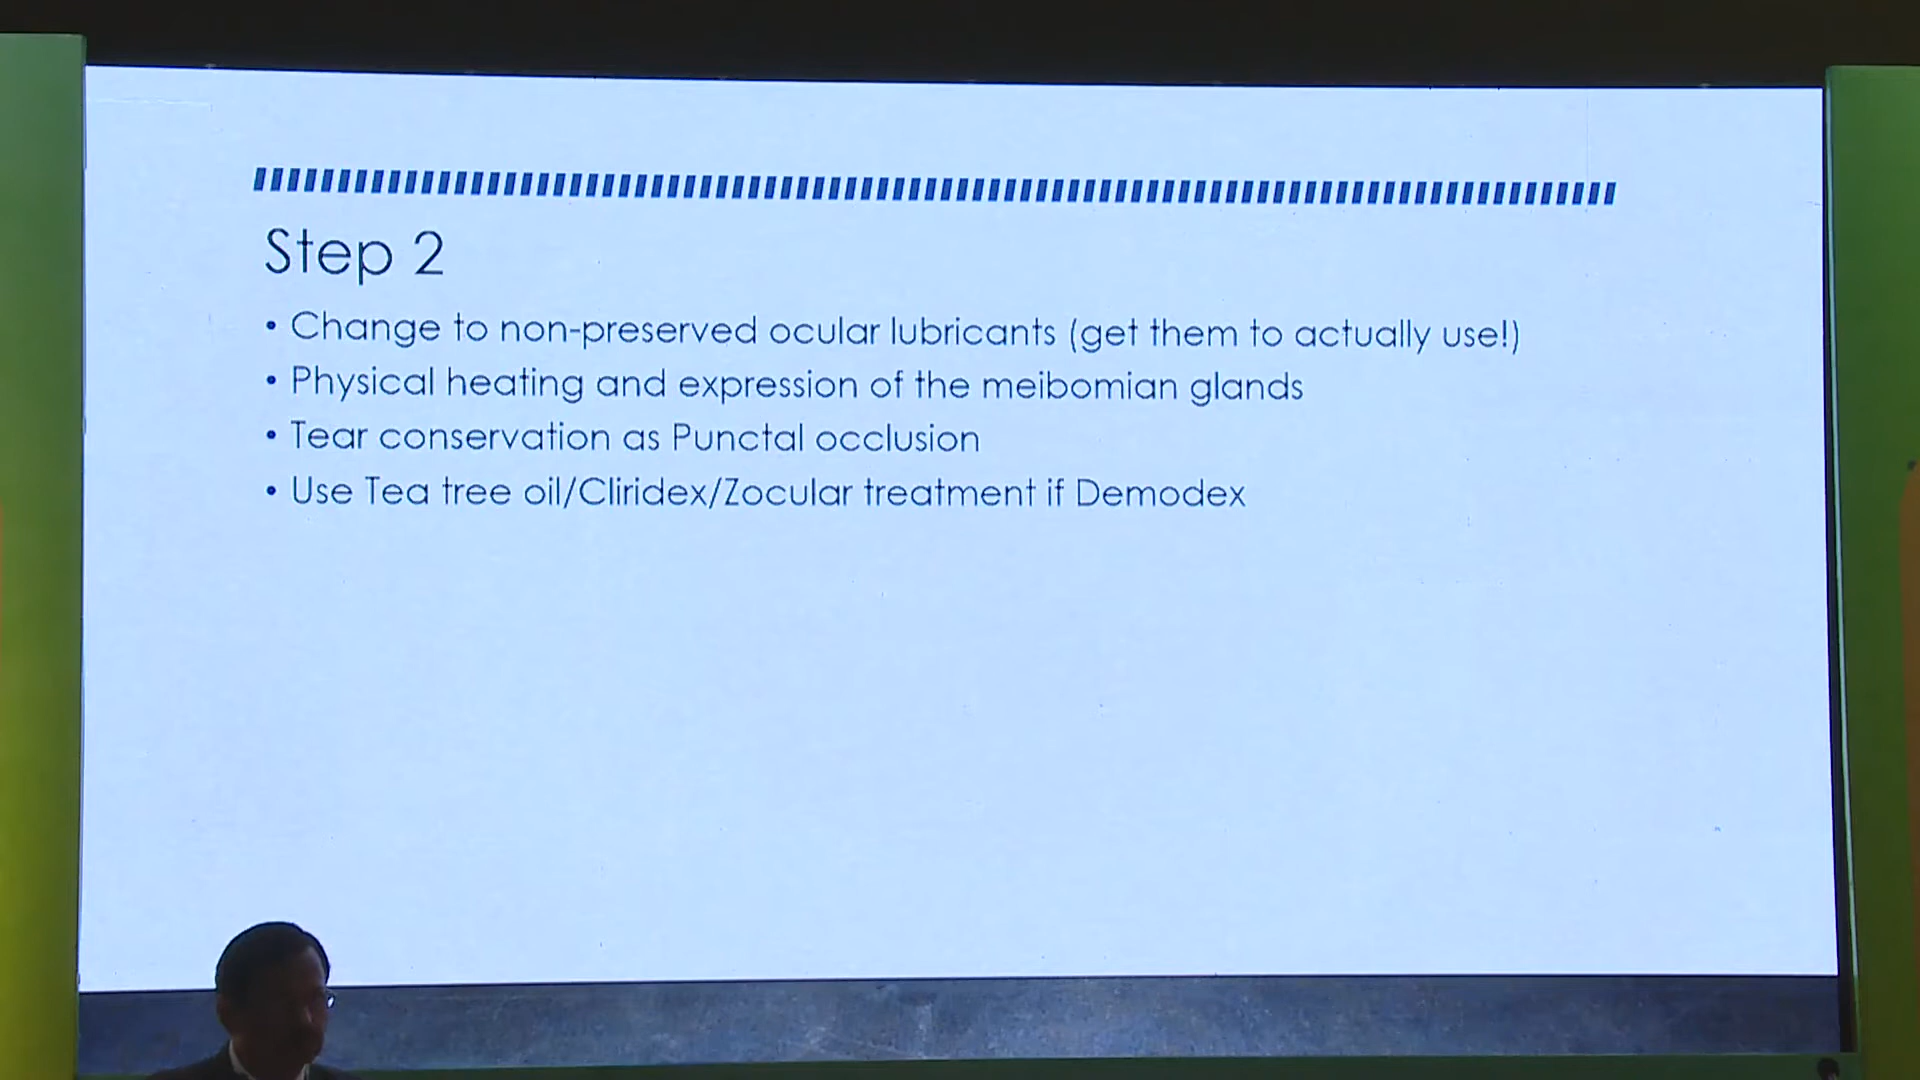 Step 2
• Change to non-preserved ocular lubricants (get them to actually use!)
• Physical heating and expression of the meibomian glands
• Tear conservation as Punctal occlusion
• Use Tea tree oil/Cliridex/Zocular treatment if Demodex